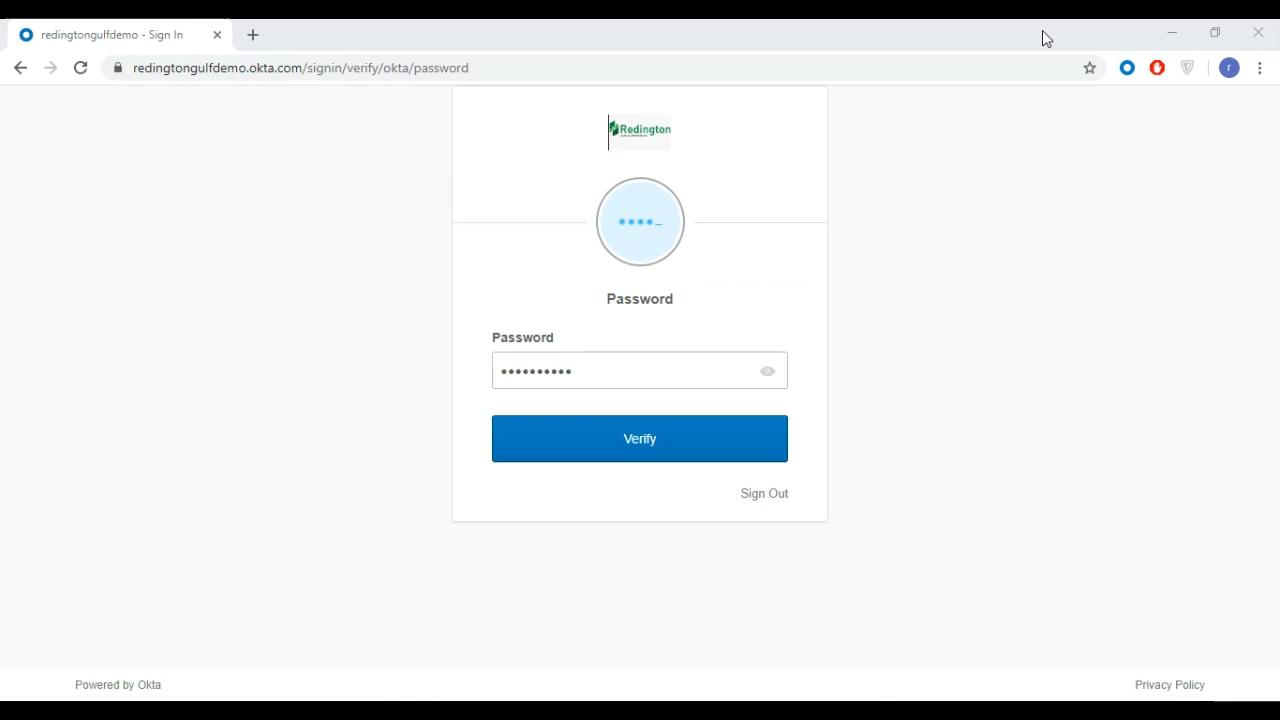 redingtongulfdemo - Sign In
redingtongulfdemo.okta.com/signin/verify/okta/password
r
Redington
****_
Password
Password
••••••••••
Verify
Sign Out
Powered by Okta
Privacy Policy